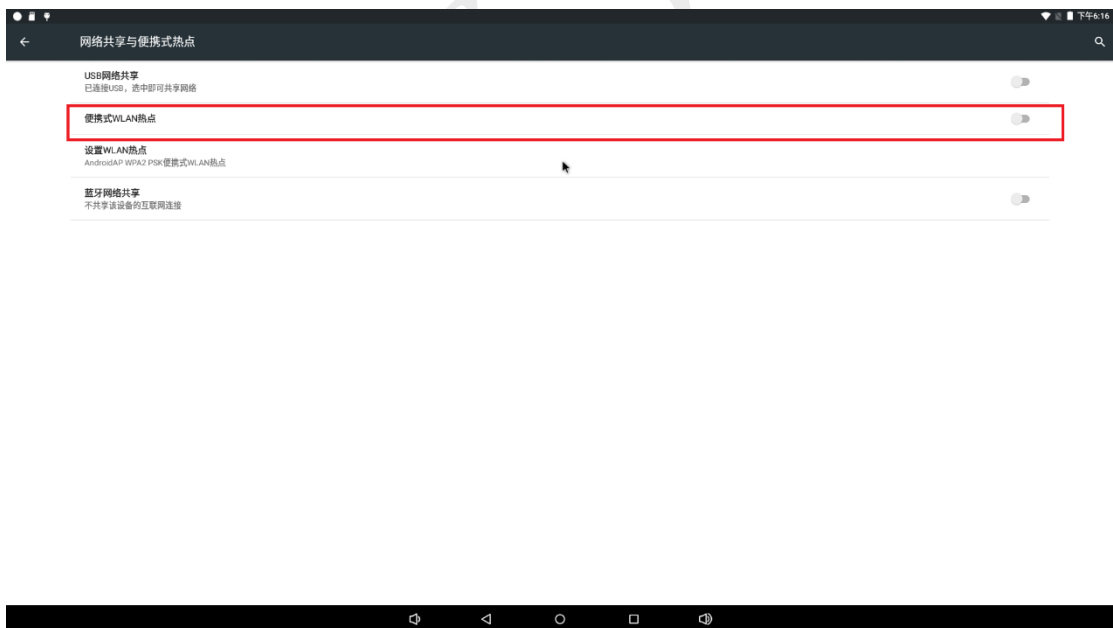 下午6:16
网络共享与便携式热点
USB网络共享
已连接USB，选中即可共享网络
便携式WLAN热点
设置WLAN热点
AndroidAP WPA2 PSK便携式WLAN热点
蓝牙网络共享
不共享该设备的互联网连接